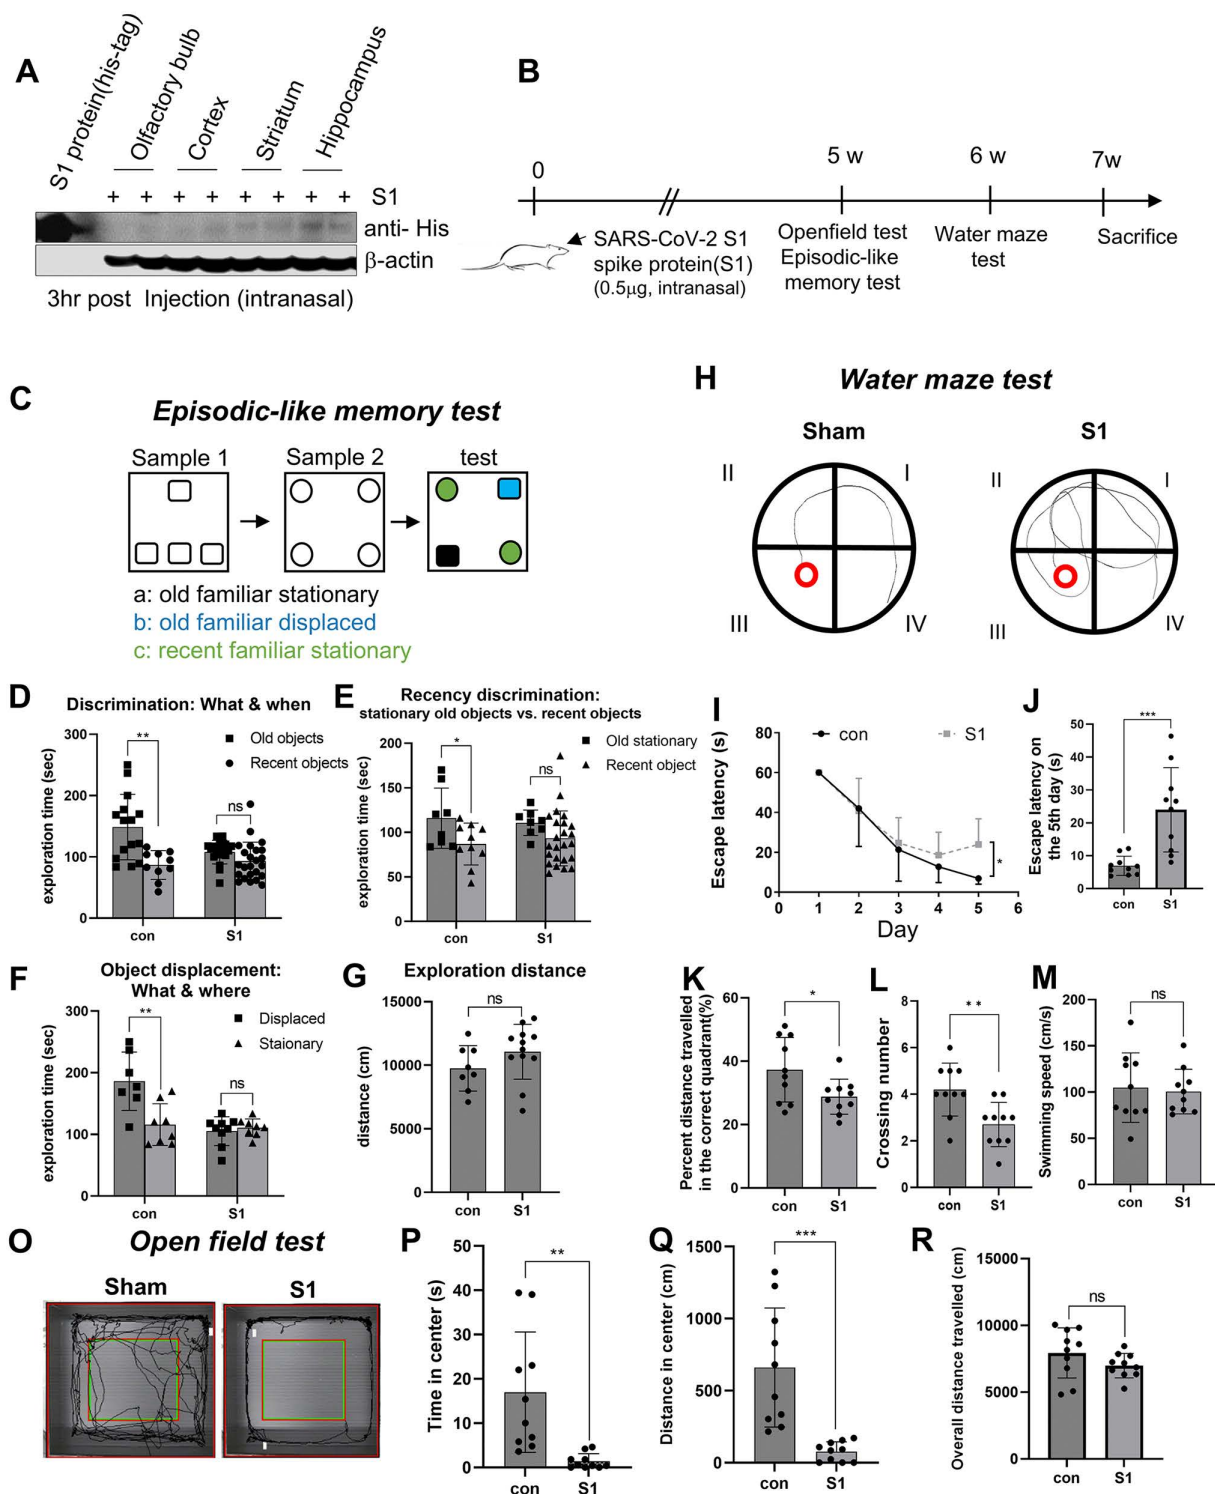 A
S1 protein(his-tag)
Olfactory bulb
Cortex
Striatum
Hippocampus
+ + + + + + + + S1
anti- His
β-actin
3hr post Injection (intranasal)
B
0
5 w
6 w
7w
SARS-CoV-2 S1
spike protein(S1)
(0.5μg, intranasal)
Openfield test
Episodic-like
memory test
Water maze
test
Sacrifice
C
Episodic-like memory test
Sample 1
Sample 2
test
a: old familiar stationary
b: old familiar displaced
c: recent familiar stationary
H
Water maze test
Sham
S1
II
I
III
IV
II
I
III
IV
D
Discrimination: What & when
exploration time (sec)
300
200
100
0
**
ns
Old objects
Recent objects
con
S1
E
Recency discrimination:
stationary old objects vs. recent objects
exploration time (sec)
200
150
100
50
0
*
ns
Old stationary
Recent object
con
S1
I
Escape latency (s)
80
60
40
20
0
con
S1
*
0 1 2 3 4 5 6
Day
J
Escape latency on
the 5th day (s)
50
40
30
20
10
0
***
con
S1
F
Object displacement:
What & where
exploration time (sec)
300
200
100
0
**
ns
Displaced
Staionary
con
S1
G
Exploration distance
distance (cm)
15000
10000
5000
0
ns
con
S1
K
Percent distance travelled
in the correct quadrant(%)
60
40
20
0
*
con
S1
L
Crossing number
8
6
4
2
0
**
con
S1
M
Swimming speed (cm/s)
200
150
100
50
0
ns
con
S1
O
Open field test
Sham
S1
P
Time in center (s)
50
40
30
20
10
0
**
con
S1
Q
Distance in center (cm)
1500
1000
500
0
***
con
S1
R
Overall distance travelled (cm)
15000
10000
5000
0
ns
con
S1